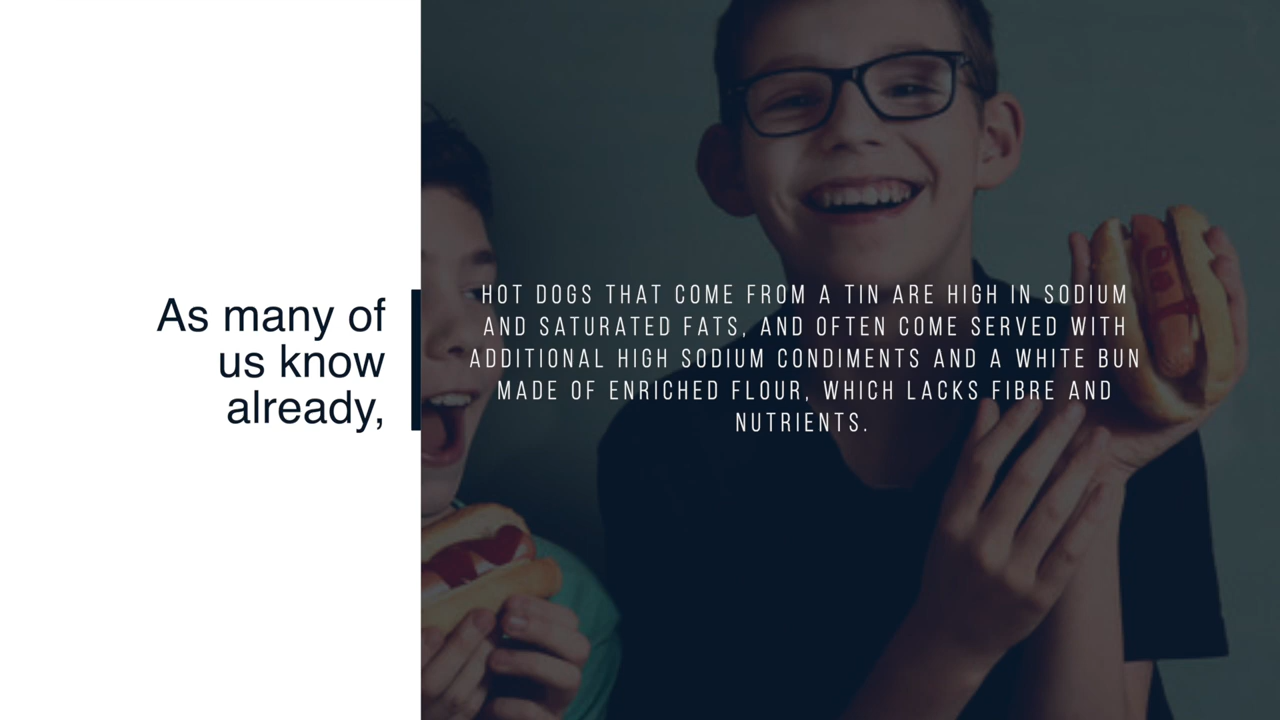 As many of
us know
already,
HOT DOGS THAT COME FROM A TIN ARE HIGH IN SODIUM
AND SATURATED FATS, AND OFTEN COME SERVED WITH
ADDITIONAL HIGH SODIUM CONDIMENTS AND A WHITE BUN
MADE OF ENRICHED FLOUR, WHICH LACKS FIBRE AND
NUTRIENTS.